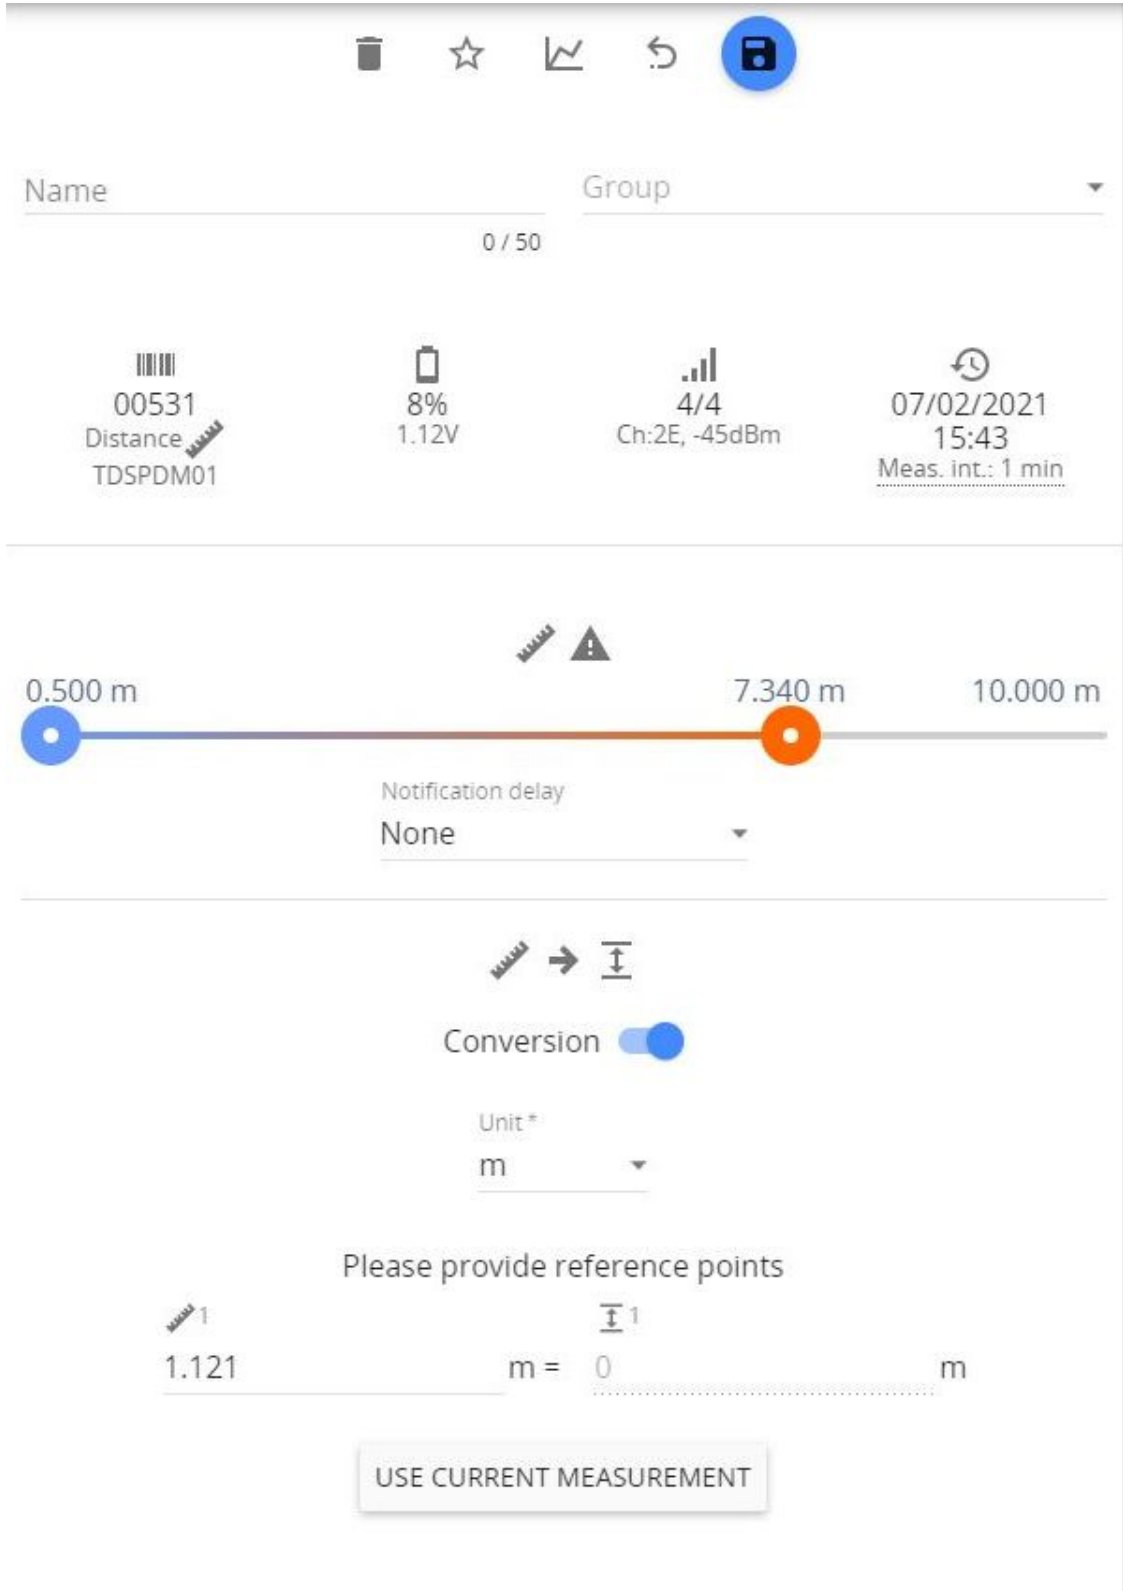 Name
Group
0 / 50
00531
Distance
TDSPDM01
8%
1.12V
4/4
Ch:2E, -45dBm
07/02/2021
15:43
Meas. int.: 1 min
0.500 m
7.340 m
10.000 m
Notification delay
None
Conversion
Unit *
m
Please provide reference points
1
1
1.121 m = 0 m
USE CURRENT MEASUREMENT